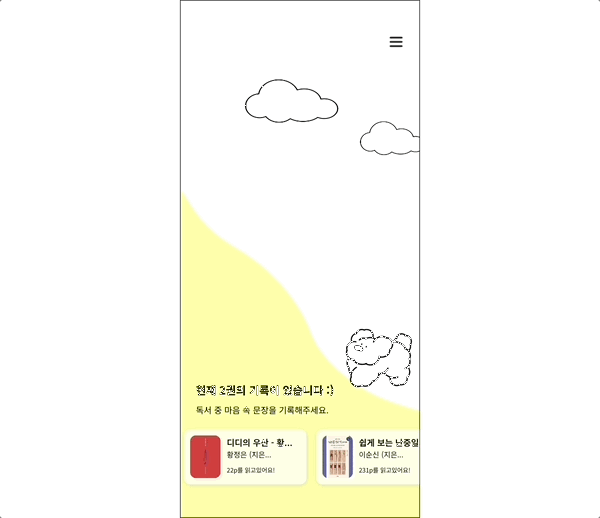 현재 2권의 기록이 있습니다 :)
독서 중 마음 속 문장을 기록해주세요.
디디의 우산 - 황...
황정은 (지은...
22p를 읽고있어요!
쉽게 보는 난중일
이순신 (지은...
231p를 읽고있어요!